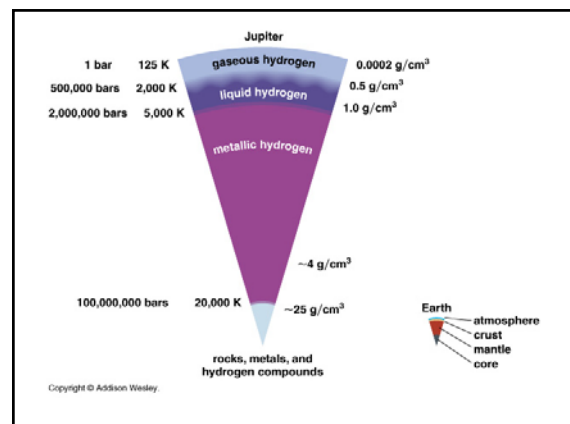 Jupiter
1 bar 125 K gaseous hydrogen 0.0002 g/cm³
500,000 bars 2,000 K 0.5 g/cm³
liquid hydrogen
2,000,000 bars 5,000 K 1.0 g/cm³
metallic hydrogen
~4 g/cm³
100,000,000 bars 20,000 K ~25 g/cm³
rocks, metals, and
hydrogen compounds
Earth
atmosphere
crust
mantle
core
Copyright © Addison Wesley.